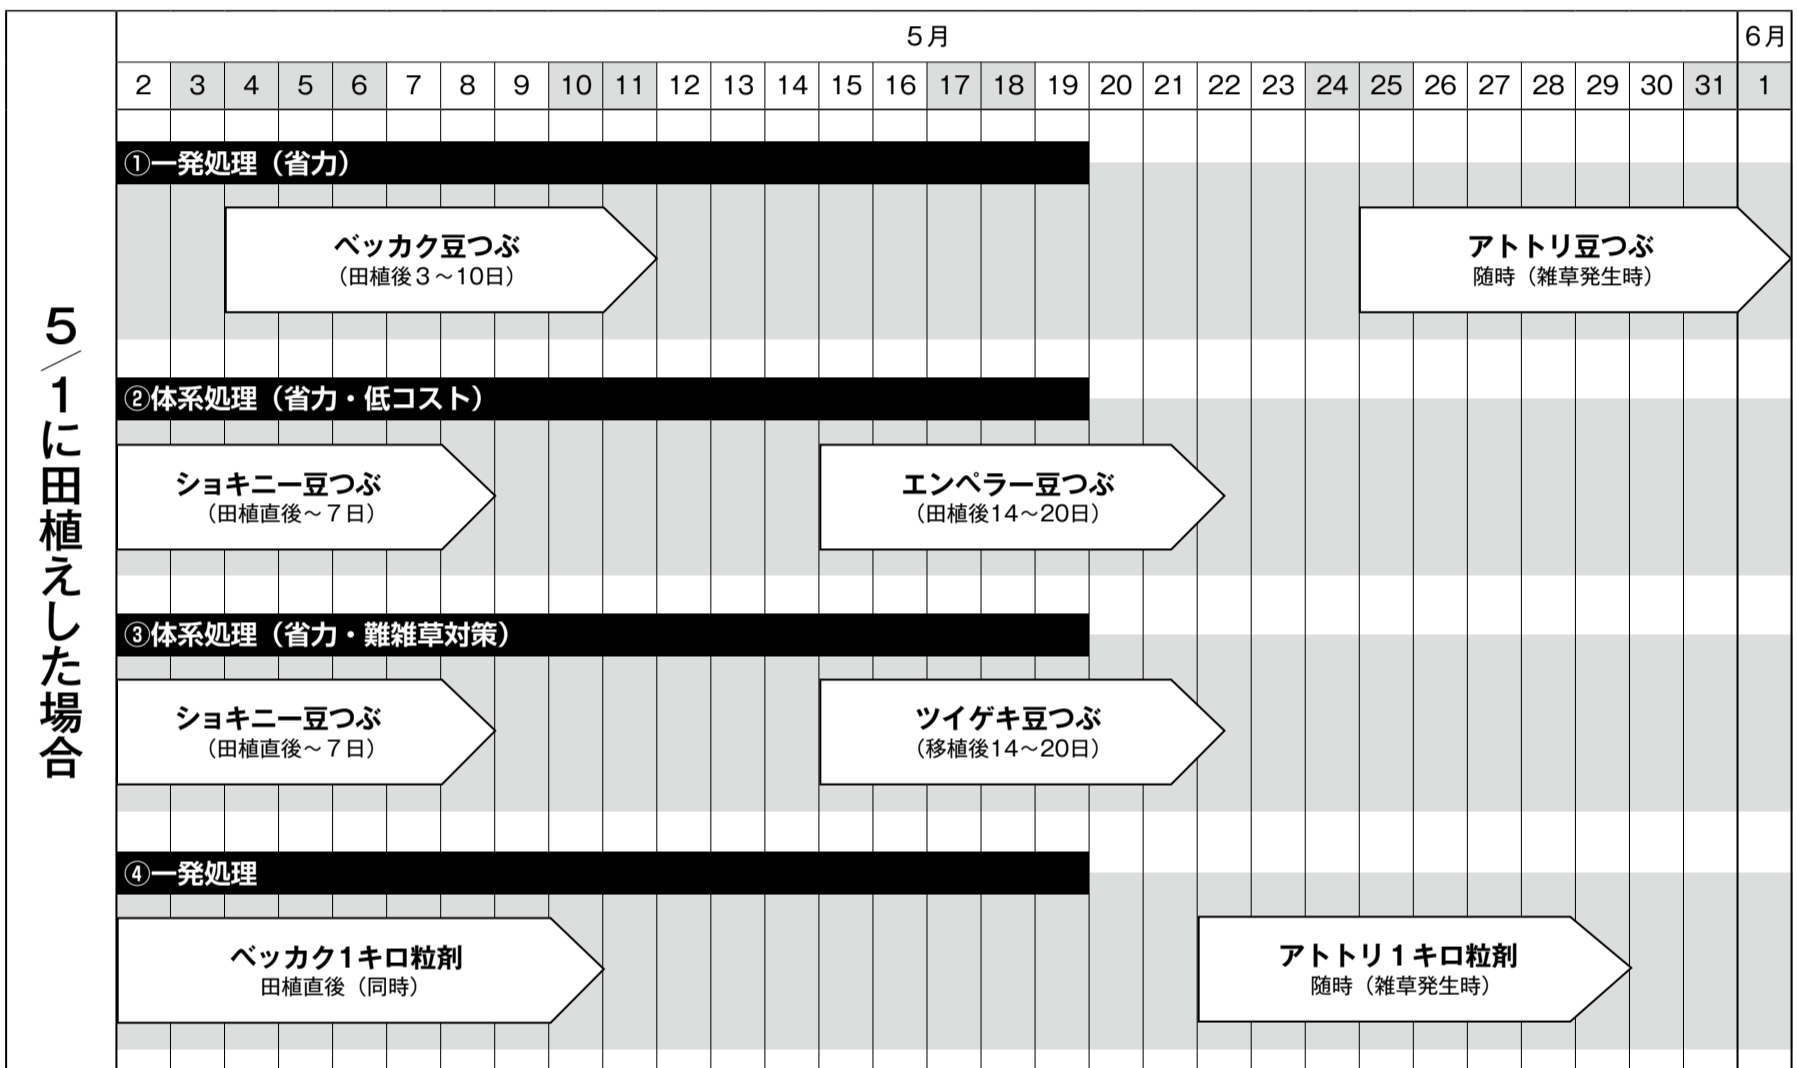 5月 6月
2 3 4 5 6 7 8 9 10 11 12 13 14 15 16 17 18 19 20 21 22 23 24 25 26 27 28 29 30 31 1
5/1に田植えした場合
①一発処理（省力）
ベッカク豆つぶ
（田植後３～10日）
アトトリ豆つぶ
随時（雑草発生時）
②体系処理（省力・低コスト）
ショキニー豆つぶ
（田植直後～７日）
エンペラー豆つぶ
（田植後14～20日）
③体系処理（省力・難雑草対策）
ショキニー豆つぶ
（田植直後～７日）
ツイゲキ豆つぶ
（移植後14～20日）
④一発処理
ベッカク1キロ粒剤
田植直後（同時）
アトトリ１キロ粒剤
随時（雑草発生時）